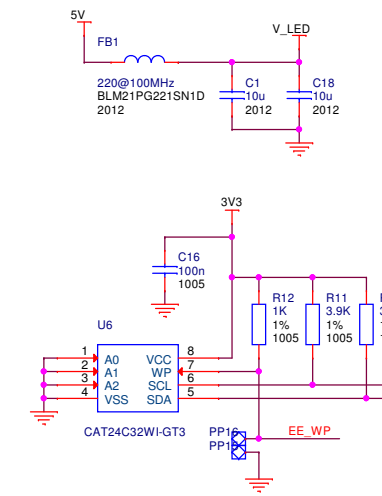 5V
FB1
V_LED
220@100MHz
BLM21PG221SN1D
2012
C1
10u
2012
C18
10u
2012
3V3
C16
100n
1005
R12
1K
1%
1005
R11
3.9K
1%
1005
U6
1 A0
2 A1
3 A2
4 VSS
VCC 8
WP 7
SCL 6
SDA 5
CAT24C32WI-GT3
EE_WP